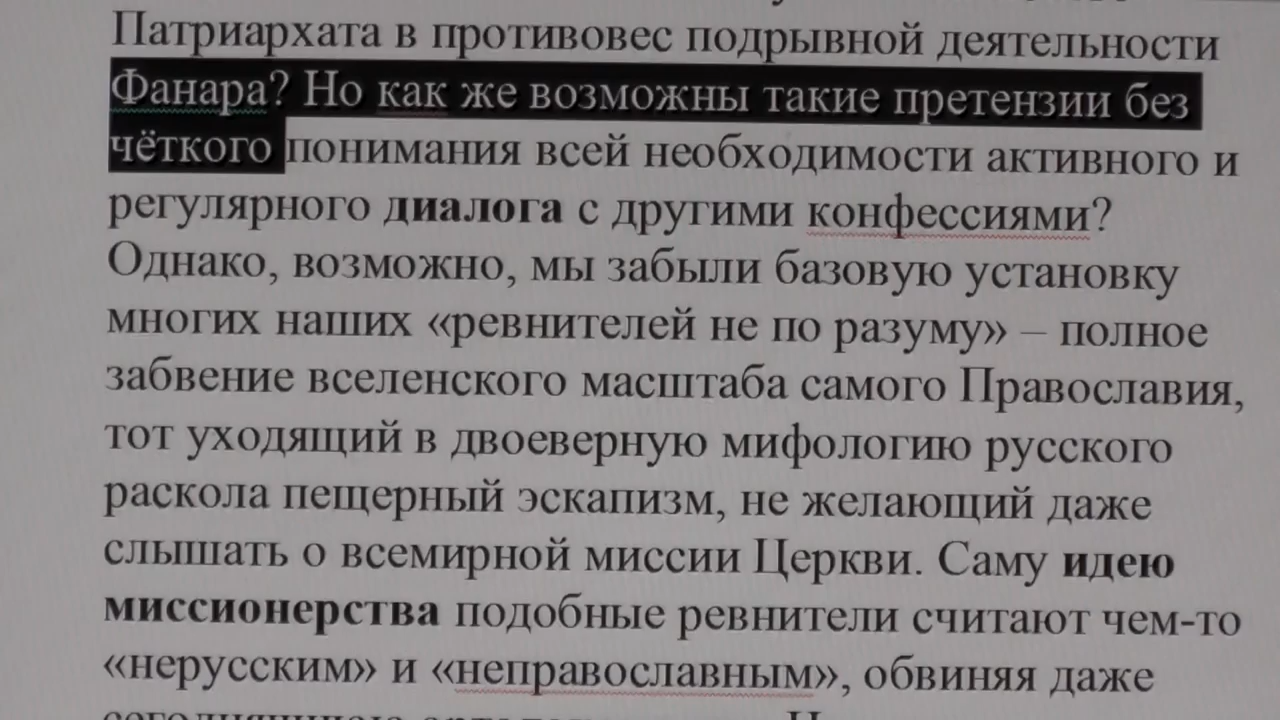 Патриархата в противовес подрывной деятельности
Фанара? Но как же возможны такие претензии без
чёткого понимания всей необходимости активного и
регулярного диалога с другими конфессиями?
Однако, возможно, мы забыли базовую установку
многих наших «ревнителей не по разуму» – полное
забвение вселенского масштаба самого Православия,
тот уходящий в двоеверную мифологию русского
раскола пещерный эскапизм, не желающий даже
слышать о всемирной миссии Церкви. Саму идею
миссионерства подобные ревнители считают чем-то
«нерусским» и «неправославным», обвиняя даже